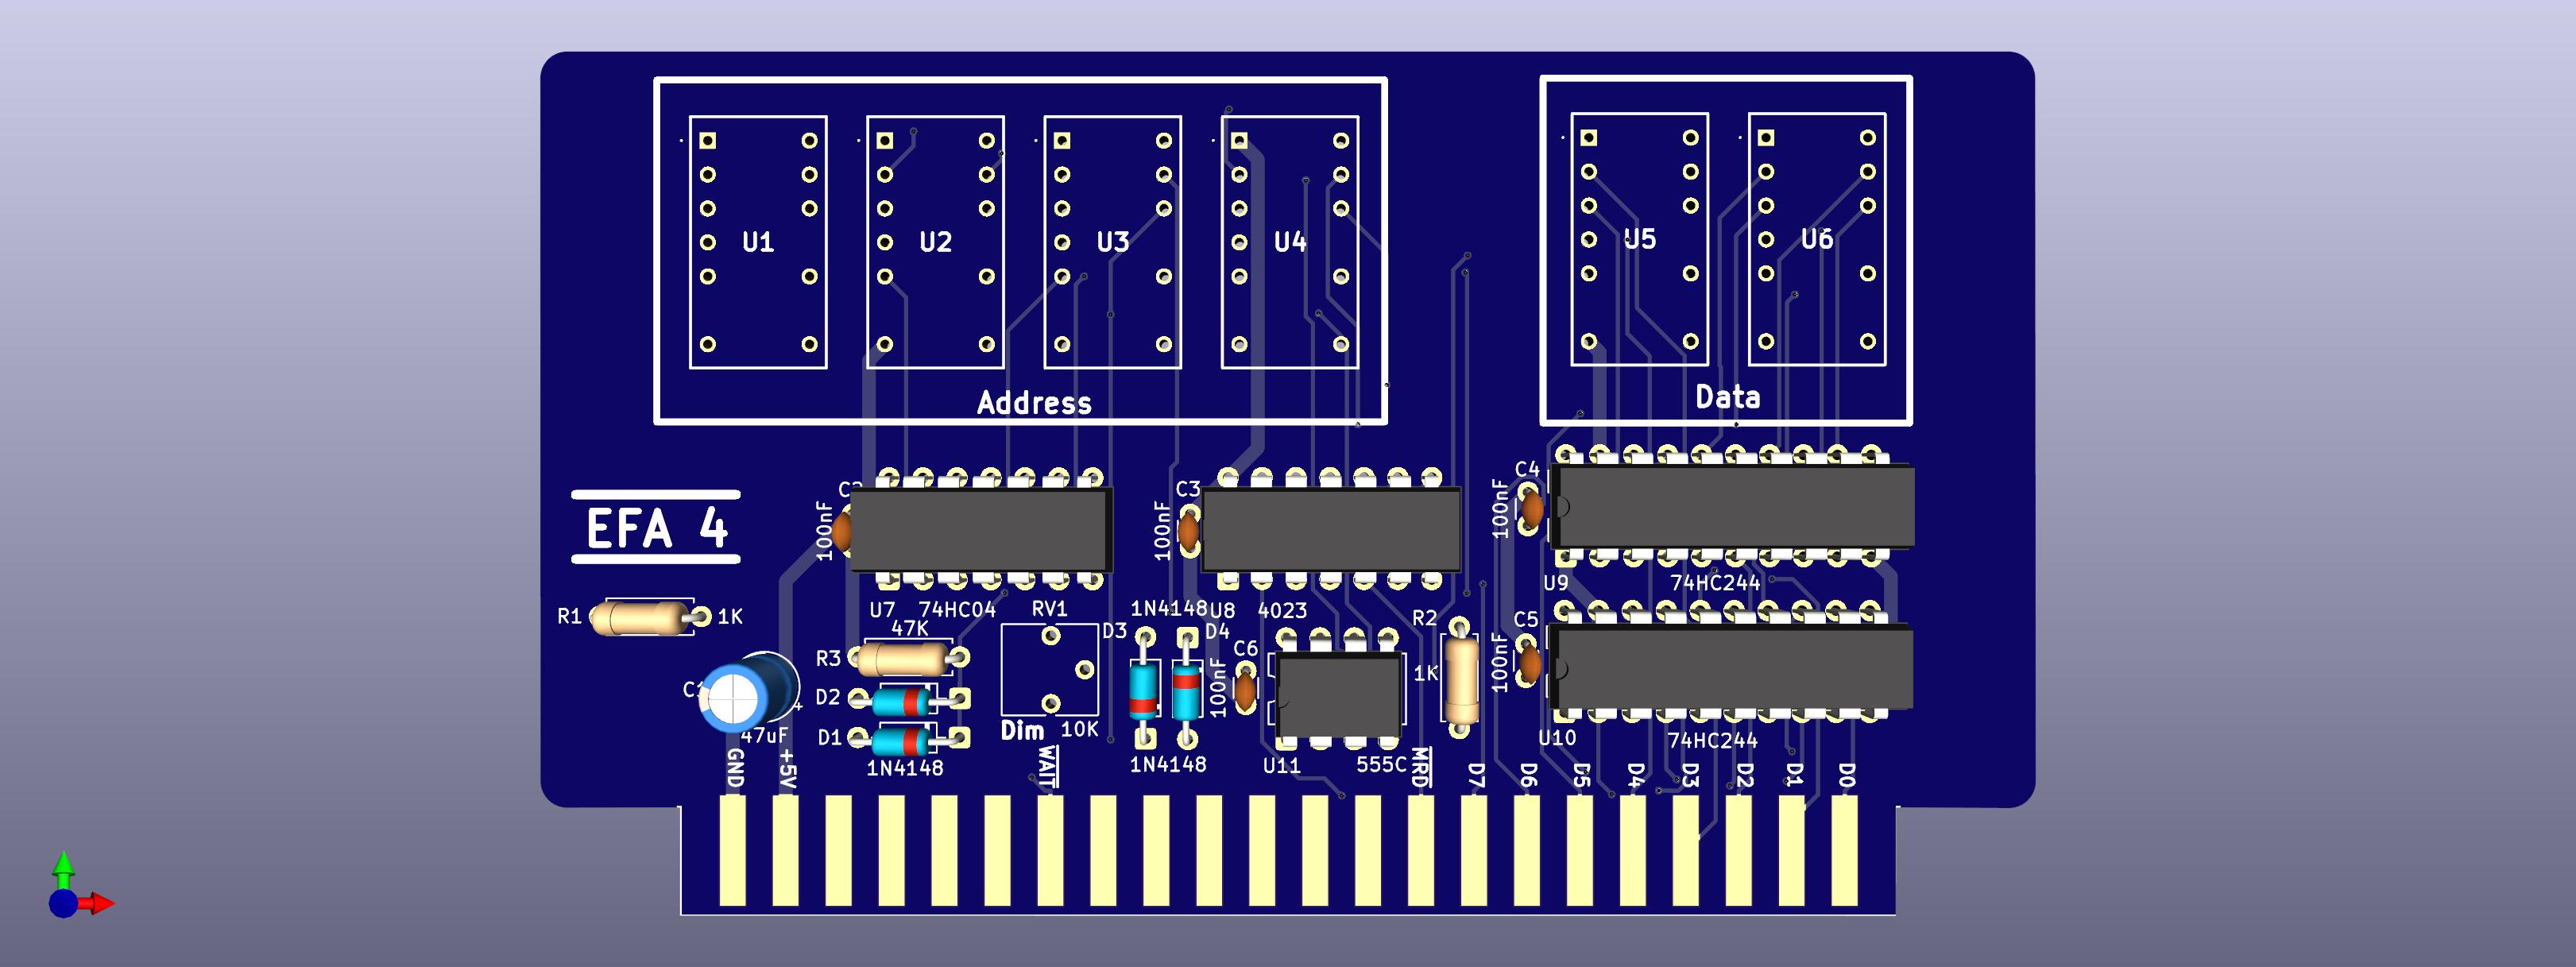 U1
U2
U3
U4
U5
U6
Address
Data
EFA 4
100nF
C3
100nF
C4
100nF
U9
74HC244
R1
1K
U7
74HC04
RV1
1N4148
U8
4023
47K
R3
D3
D4
C6
100nF
R2
1K
C5
100nF
D2
D1
1N4148
47uF
+
Dim
10K
1N4148
U11
555C
U10
74HC244
GND
+5V
WAIT
MRD
D7
D6
D5
D4
D3
D2
D1
D0